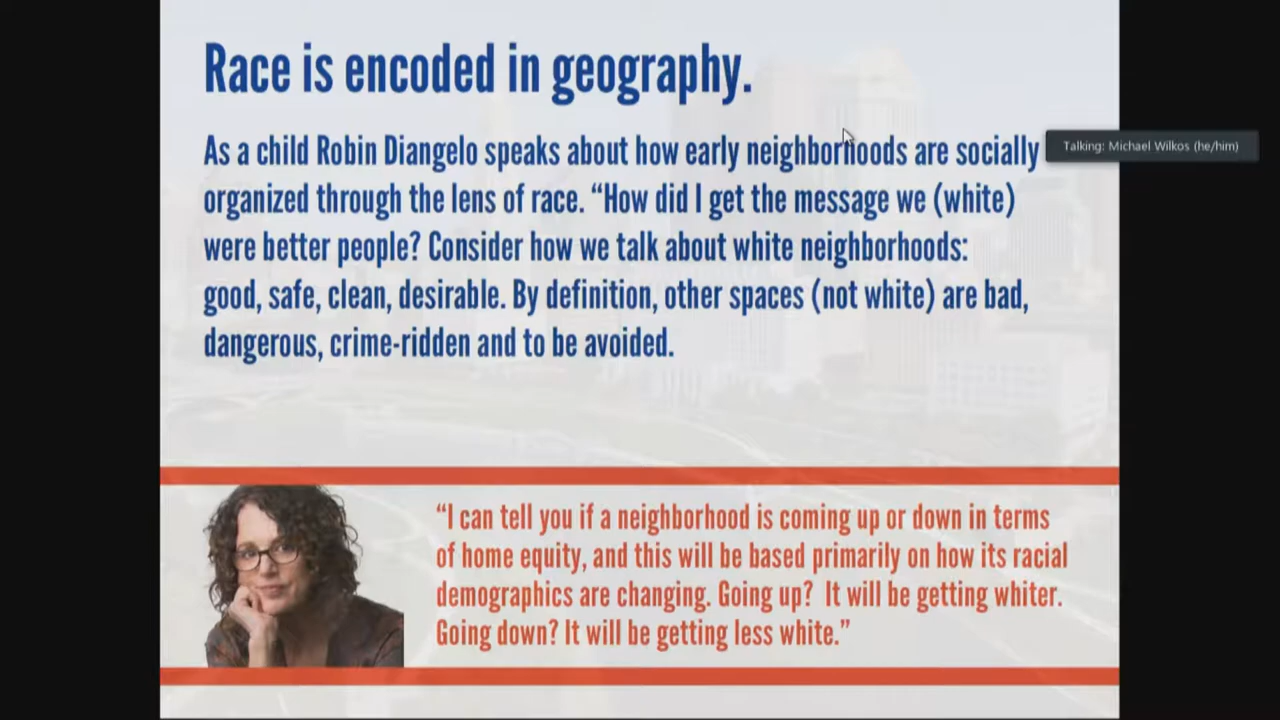 Race is encoded in geography.
As a child Robin Diangelo speaks about how early neighborhoods are socially
organized through the lens of race. “How did I get the message we (white)
were better people? Consider how we talk about white neighborhoods:
good, safe, clean, desirable. By definition, other spaces (not white) are bad,
dangerous, crime-ridden and to be avoided.
Talking: Michael Wilkos (he/him)
“I can tell you if a neighborhood is coming up or down in terms
of home equity, and this will be based primarily on how its racial
demographics are changing. Going up? It will be getting whiter.
Going down? It will be getting less white.”